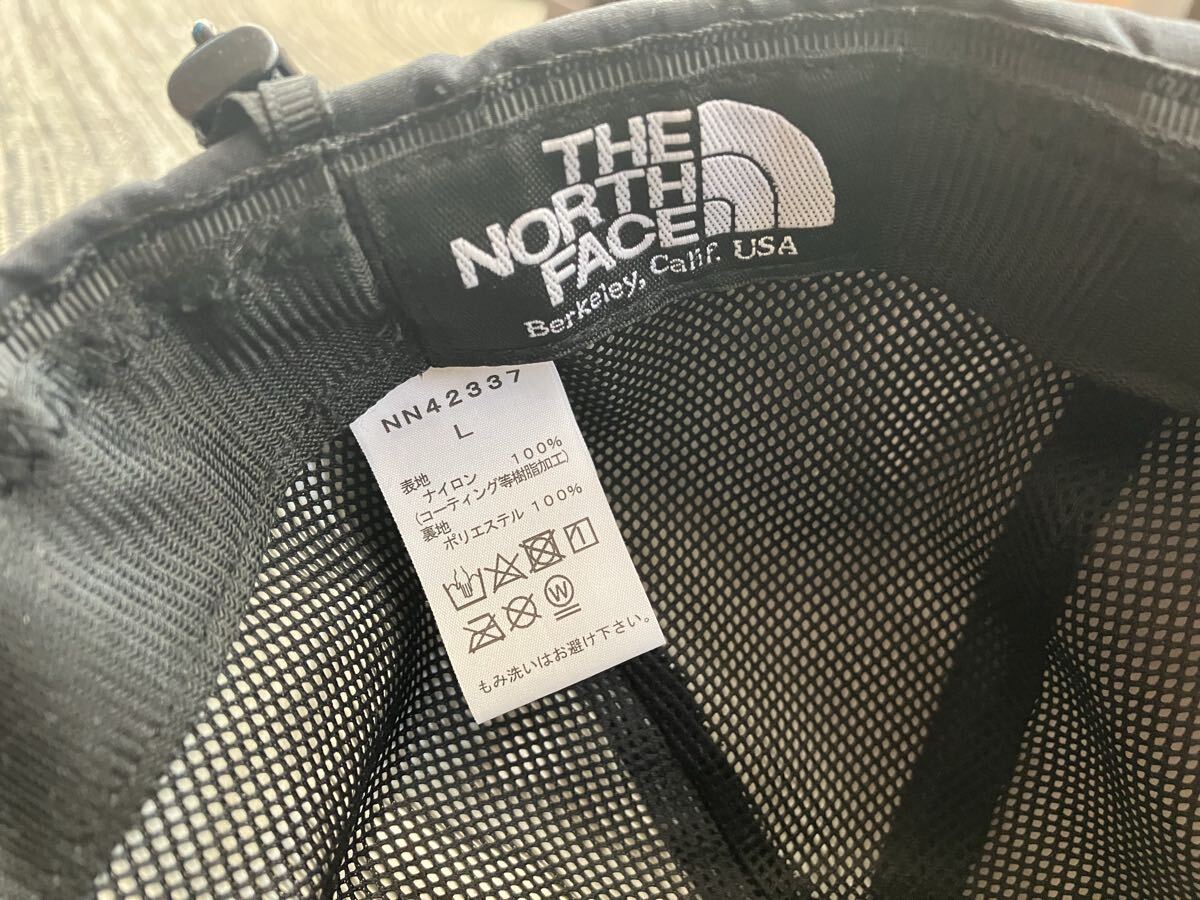 THE
NORTH
FACE
Berkeley, Calif. USA
NN42337
L
表地
ナイロン 100%
(コーティング等樹脂加工)
裏地
ポリエステル 100%
1
W
もみ洗いはお避け下さい。